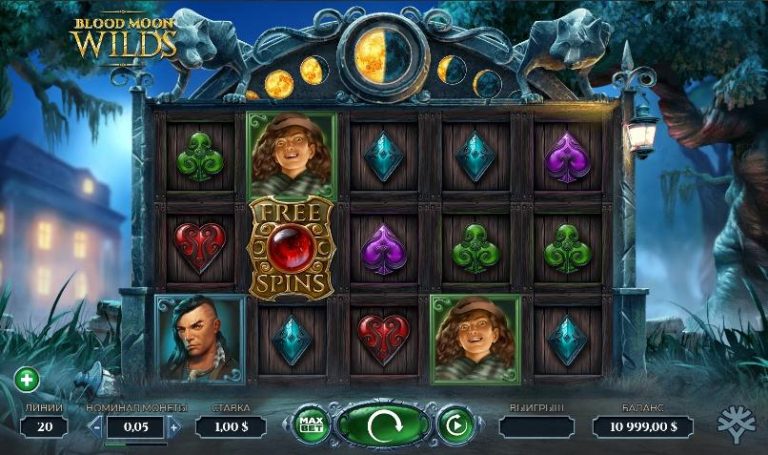 BLOOD MOON
WILDS
FREE
SPINS
ЛИНИИ
НОМИНАЛ МОНЕТЫ
СТАВКА
ВЫИГРЫШ
БАЛАНС
20
0,05
1,00 $
MAX
BET
10 999,00 $